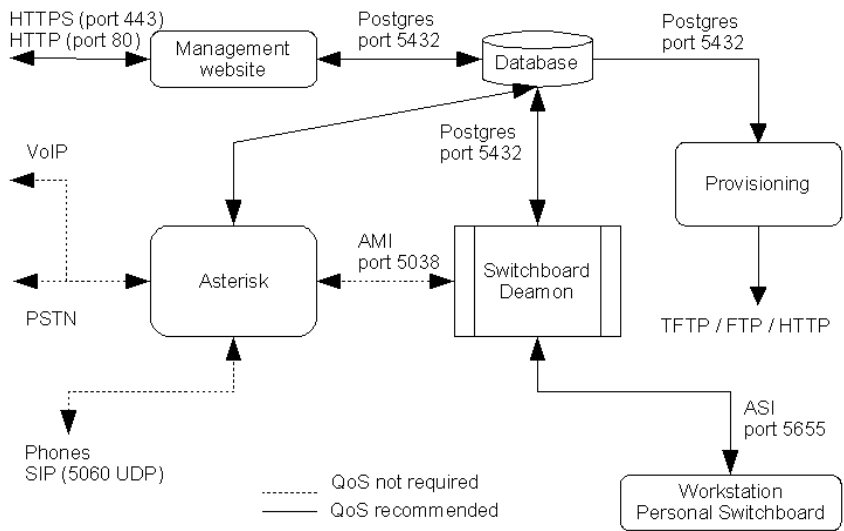 HTTPS (port 443)
HTTP (port 80)
Management
website
Postgres
port 5432
Database
Postgres
port 5432
Postgres
port 5432
Provisioning
VoIP
PSTN
Asterisk
AMI
port 5038
Switchboard
Deamon
TFTP / FTP / HTTP
Phones
SIP (5060 UDP)
ASI
port 5655
QoS not required
QoS recommended
Workstation
Personal Switchboard